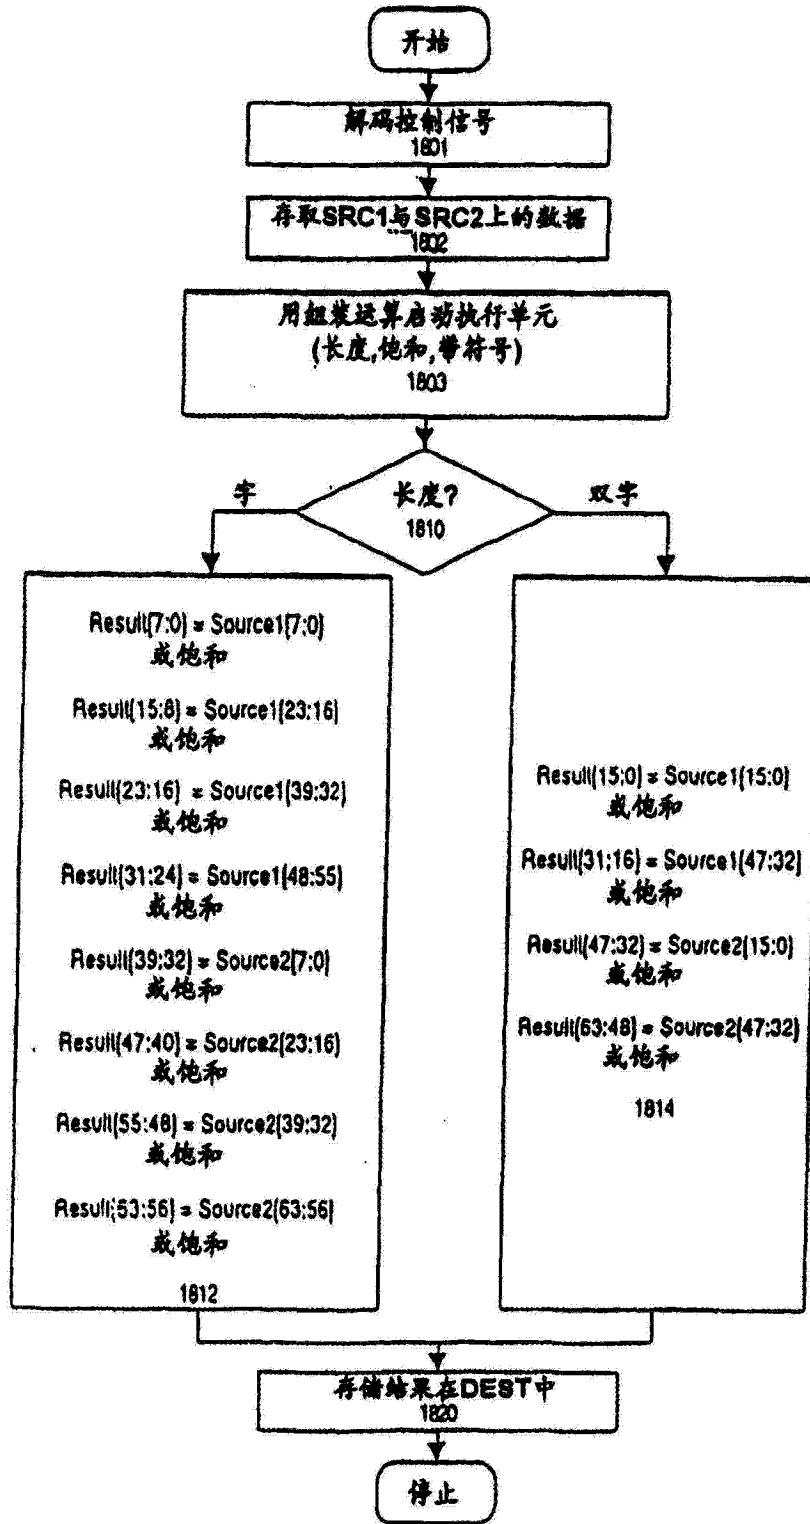 开始
解码控制信号
1801
存取SRC1与SRC2上的数据
1802
用组装运算启动执行单元
(长度,饱和,带符号)
1803
长度?
1810
字
双字
Result(7:0) = Source1(7:0)
或饱和
Result(15:8) = Source1(23:16)
或饱和
Result(23:16) = Source1(39:32)
或饱和
Result(31:24) = Source1(48:55)
或饱和
Result(39:32) = Source2(7:0)
或饱和
Result(47:40) = Source2(23:16)
或饱和
Result(55:48) = Source2(39:32)
或饱和
Result(53:56) = Source2(63:56)
或饱和
1812
Result(15:0) = Source1(15:0)
或饱和
Result(31:16) = Source1(47:32)
或饱和
Result(47:32) = Source2(15:0)
或饱和
Result(63:48) = Source2(47:32)
或饱和
1814
存储结果在DEST中
1820
停止